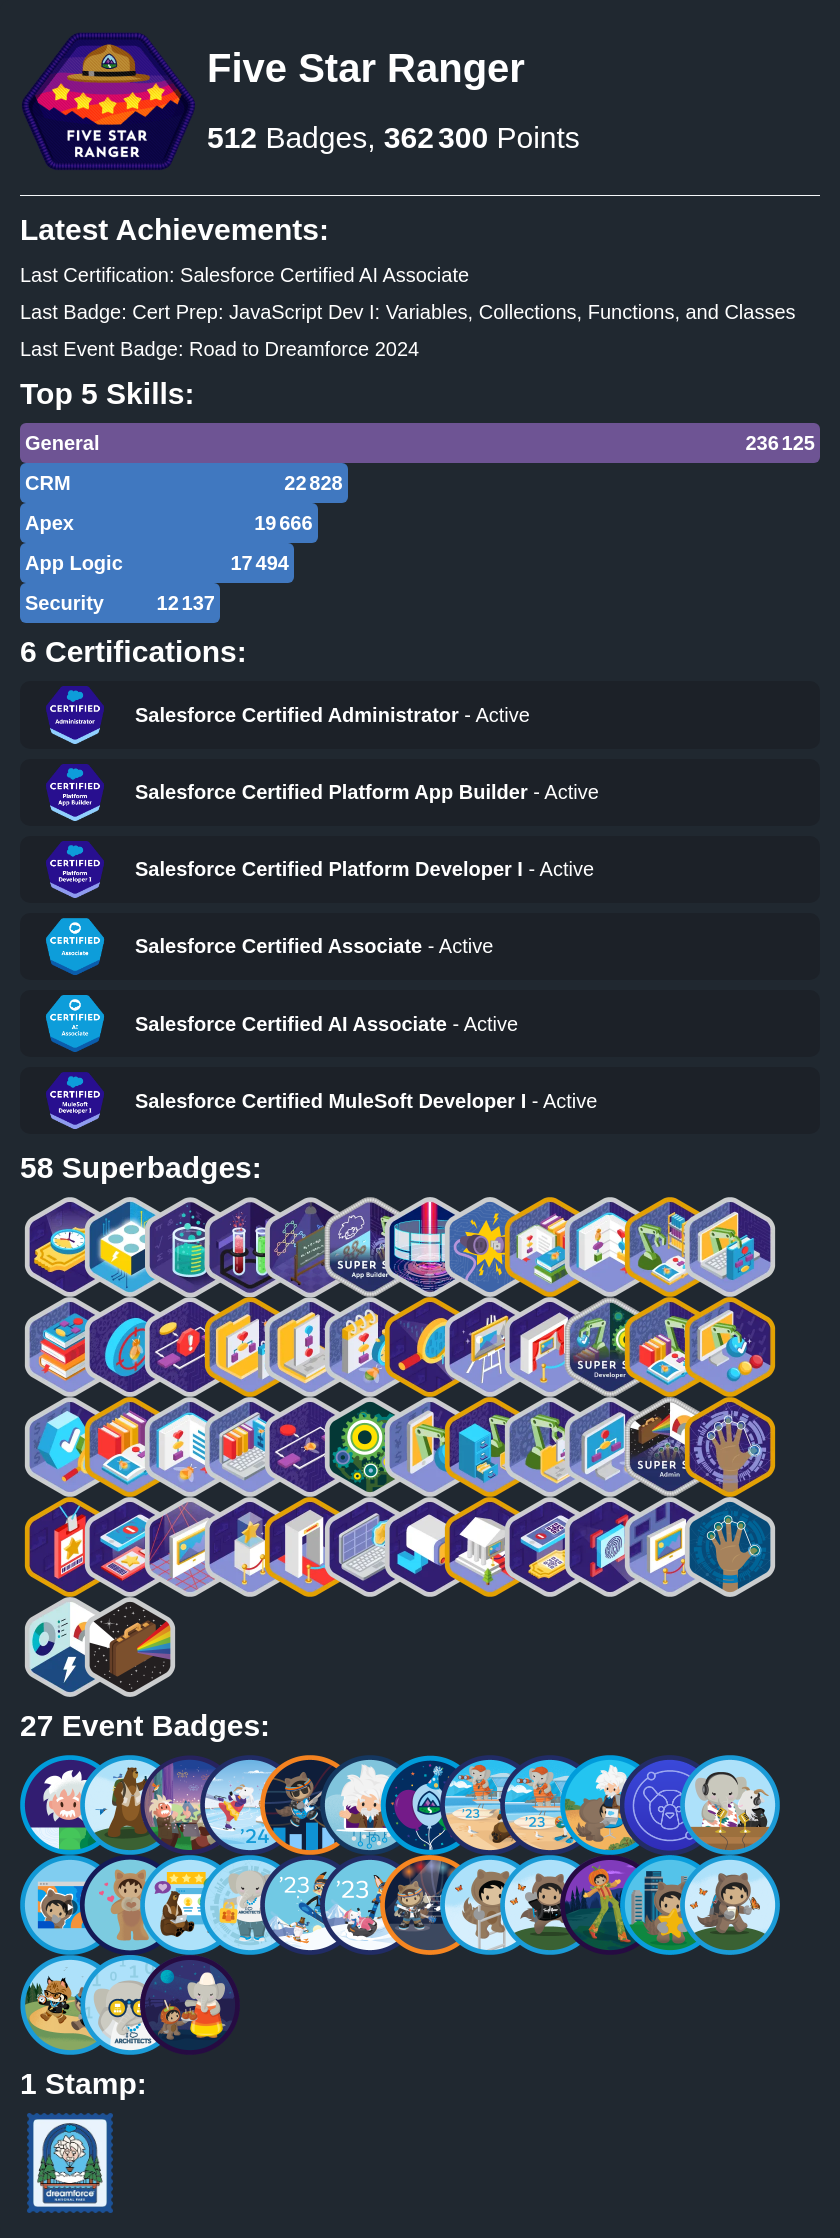 FIVE STAR
RANGER
Five Star Ranger
512 Badges, 362 300 Points
Latest Achievements:
Last Certification: Salesforce Certified AI Associate
Last Badge: Cert Prep: JavaScript Dev I: Variables, Collections, Functions, and Classes
Last Event Badge: Road to Dreamforce 2024
Top 5 Skills:
General 236 125
CRM 22 828
Apex 19 666
App Logic 17 494
Security 12 137
6 Certifications:
CERTIFIED
Administrator
Salesforce Certified Administrator - Active
CERTIFIED
Platform
App Builder
Salesforce Certified Platform App Builder - Active
CERTIFIED
Platform
Developer I
Salesforce Certified Platform Developer I - Active
CERTIFIED
Associate
Salesforce Certified Associate - Active
CERTIFIED
AI
Associate
Salesforce Certified AI Associate - Active
CERTIFIED
MuleSoft
Developer I
Salesforce Certified MuleSoft Developer I - Active
58 Superbadges:
SUPER S
App Builder
SUPER S
Developer
SUPER S
Admin
27 Event Badges:
'24
'23
'23
'23
'23
ARCHITECTS
1 Stamp:
dreamforce
NATIONAL PARK